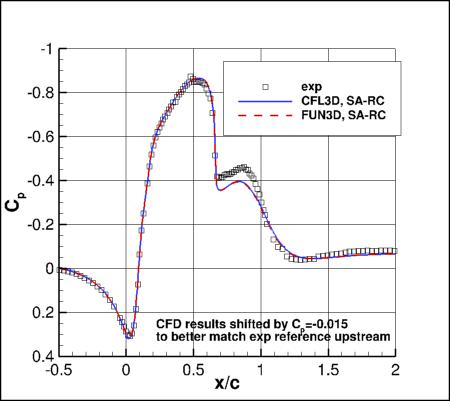 -1
-0.8
-0.6
-0.4
-0.2
0
0.2
0.4
Cp
exp
CFL3D, SA-RC
FUN3D, SA-RC
CFD results shifted by Cp=-0.015
to better match exp reference upstream
-0.5 0 0.5 1 1.5 2
x/c